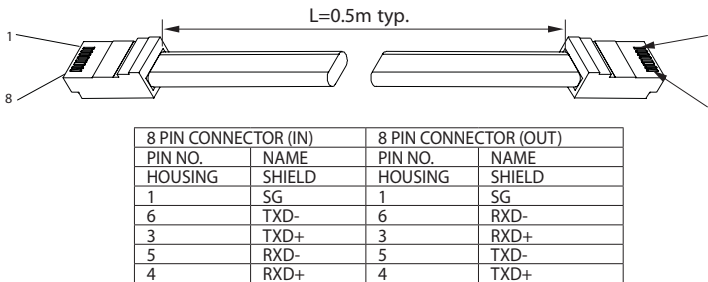 L=0.5m typ.
1
8
8 PIN CONNECTOR (IN) 8 PIN CONNECTOR (OUT)
PIN NO. NAME PIN NO. NAME
HOUSING SHIELD HOUSING SHIELD
1 SG 1 SG
6 TXD- 6 RXD-
3 TXD+ 3 RXD+
5 RXD- 5 TXD-
4 RXD+ 4 TXD+